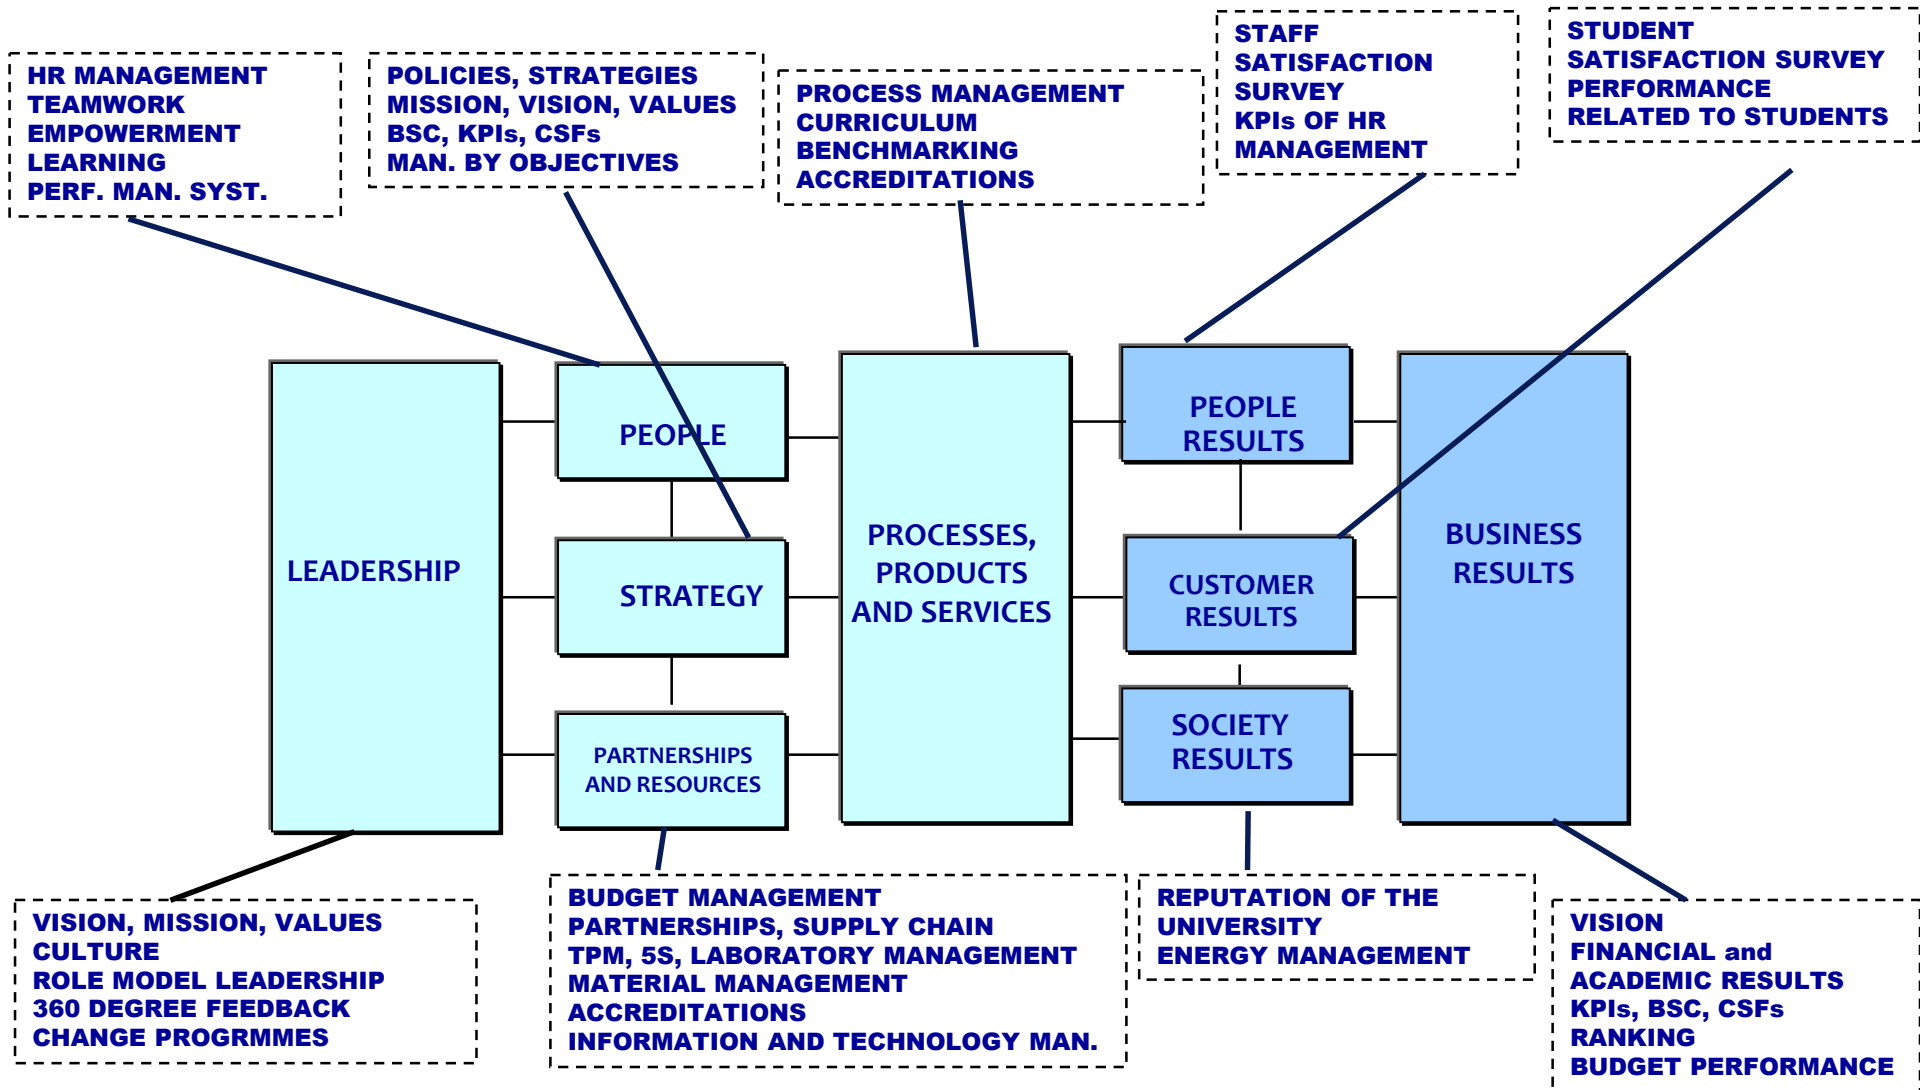 HR MANAGEMENT
TEAMWORK
EMPOWERMENT
LEARNING
PERF. MAN. SYST.
POLICIES, STRATEGIES
MISSION, VISION, VALUES
BSC, KPIs, CSFs
MAN. BY OBJECTIVES
PROCESS MANAGEMENT
CURRICULUM
BENCHMARKING
ACCREDITATIONS
STAFF
SATISFACTION
SURVEY
KPIs OF HR
MANAGEMENT
STUDENT
SATISFACTION SURVEY
PERFORMANCE
RELATED TO STUDENTS
LEADERSHIP
PEOPLE
STRATEGY
PARTNERSHIPS
AND RESOURCES
PROCESSES,
PRODUCTS
AND SERVICES
PEOPLE
RESULTS
CUSTOMER
RESULTS
SOCIETY
RESULTS
BUSINESS
RESULTS
VISION, MISSION, VALUES
CULTURE
ROLE MODEL LEADERSHIP
360 DEGREE FEEDBACK
CHANGE PROGRMMES
BUDGET MANAGEMENT
PARTNERSHIPS, SUPPLY CHAIN
TPM, 5S, LABORATORY MANAGEMENT
MATERIAL MANAGEMENT
ACCREDITATIONS
INFORMATION AND TECHNOLOGY MAN.
REPUTATION OF THE
UNIVERSITY
ENERGY MANAGEMENT
VISION
FINANCIAL and
ACADEMIC RESULTS
KPIs, BSC, CSFs
RANKING
BUDGET PERFORMANCE